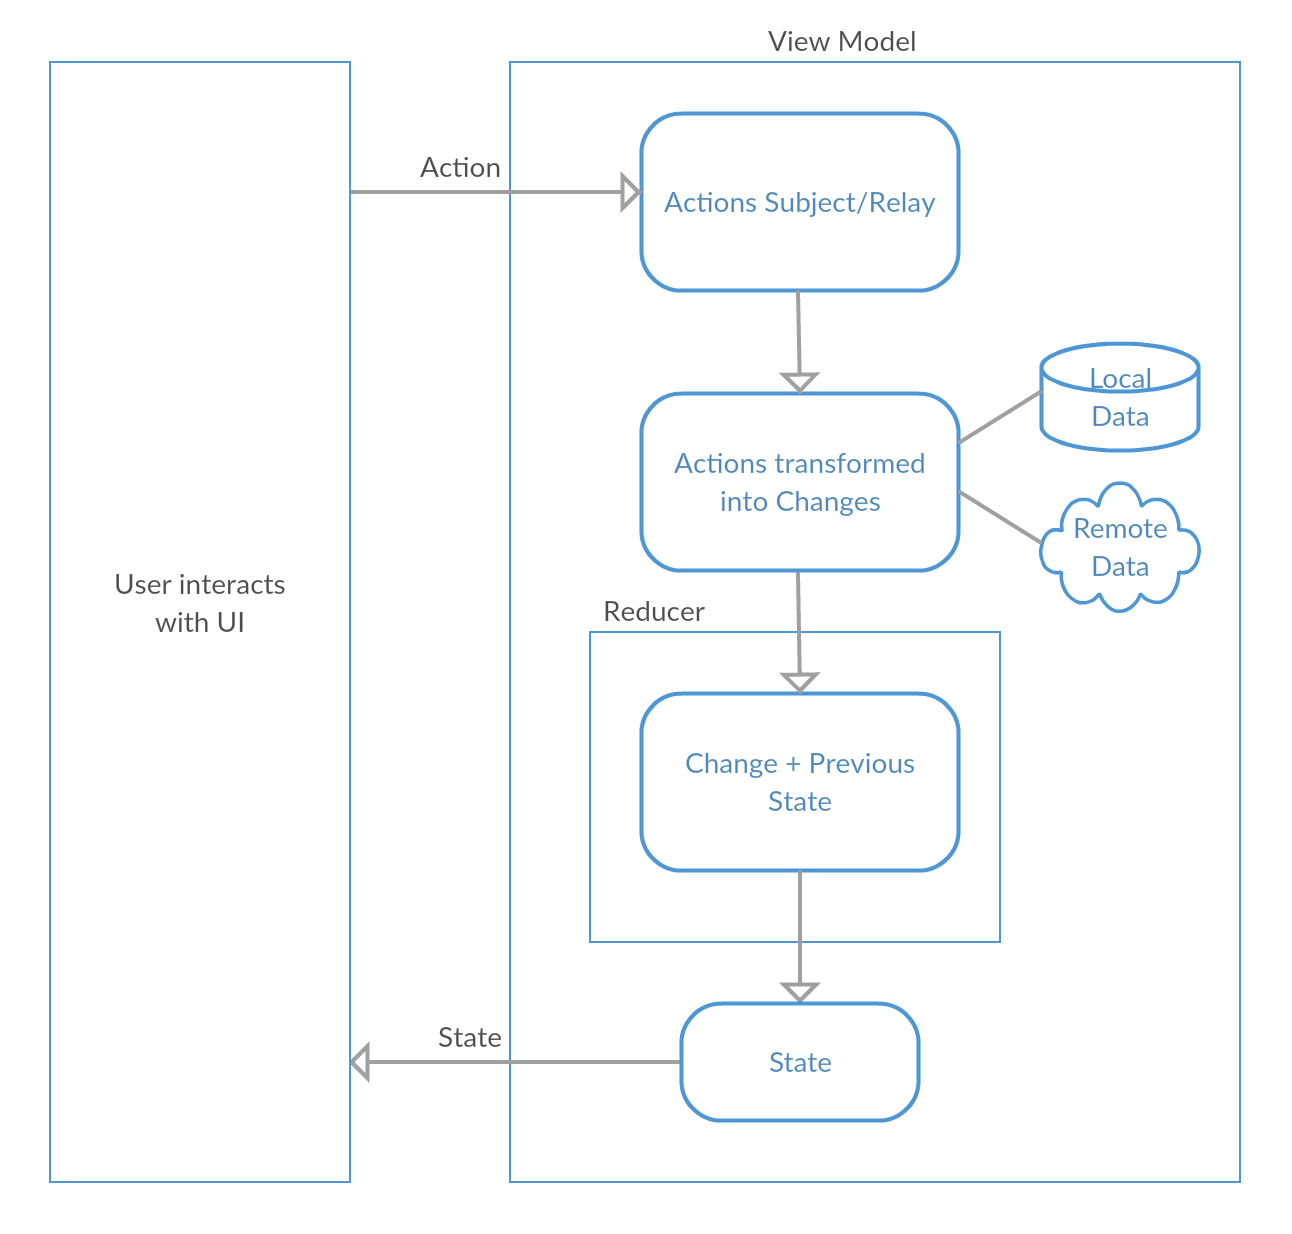 View Model
Action
Actions Subject/Relay
Local
Data
Actions transformed
into Changes
Remote
Data
User interacts
with UI
Reducer
Change + Previous
State
State
State